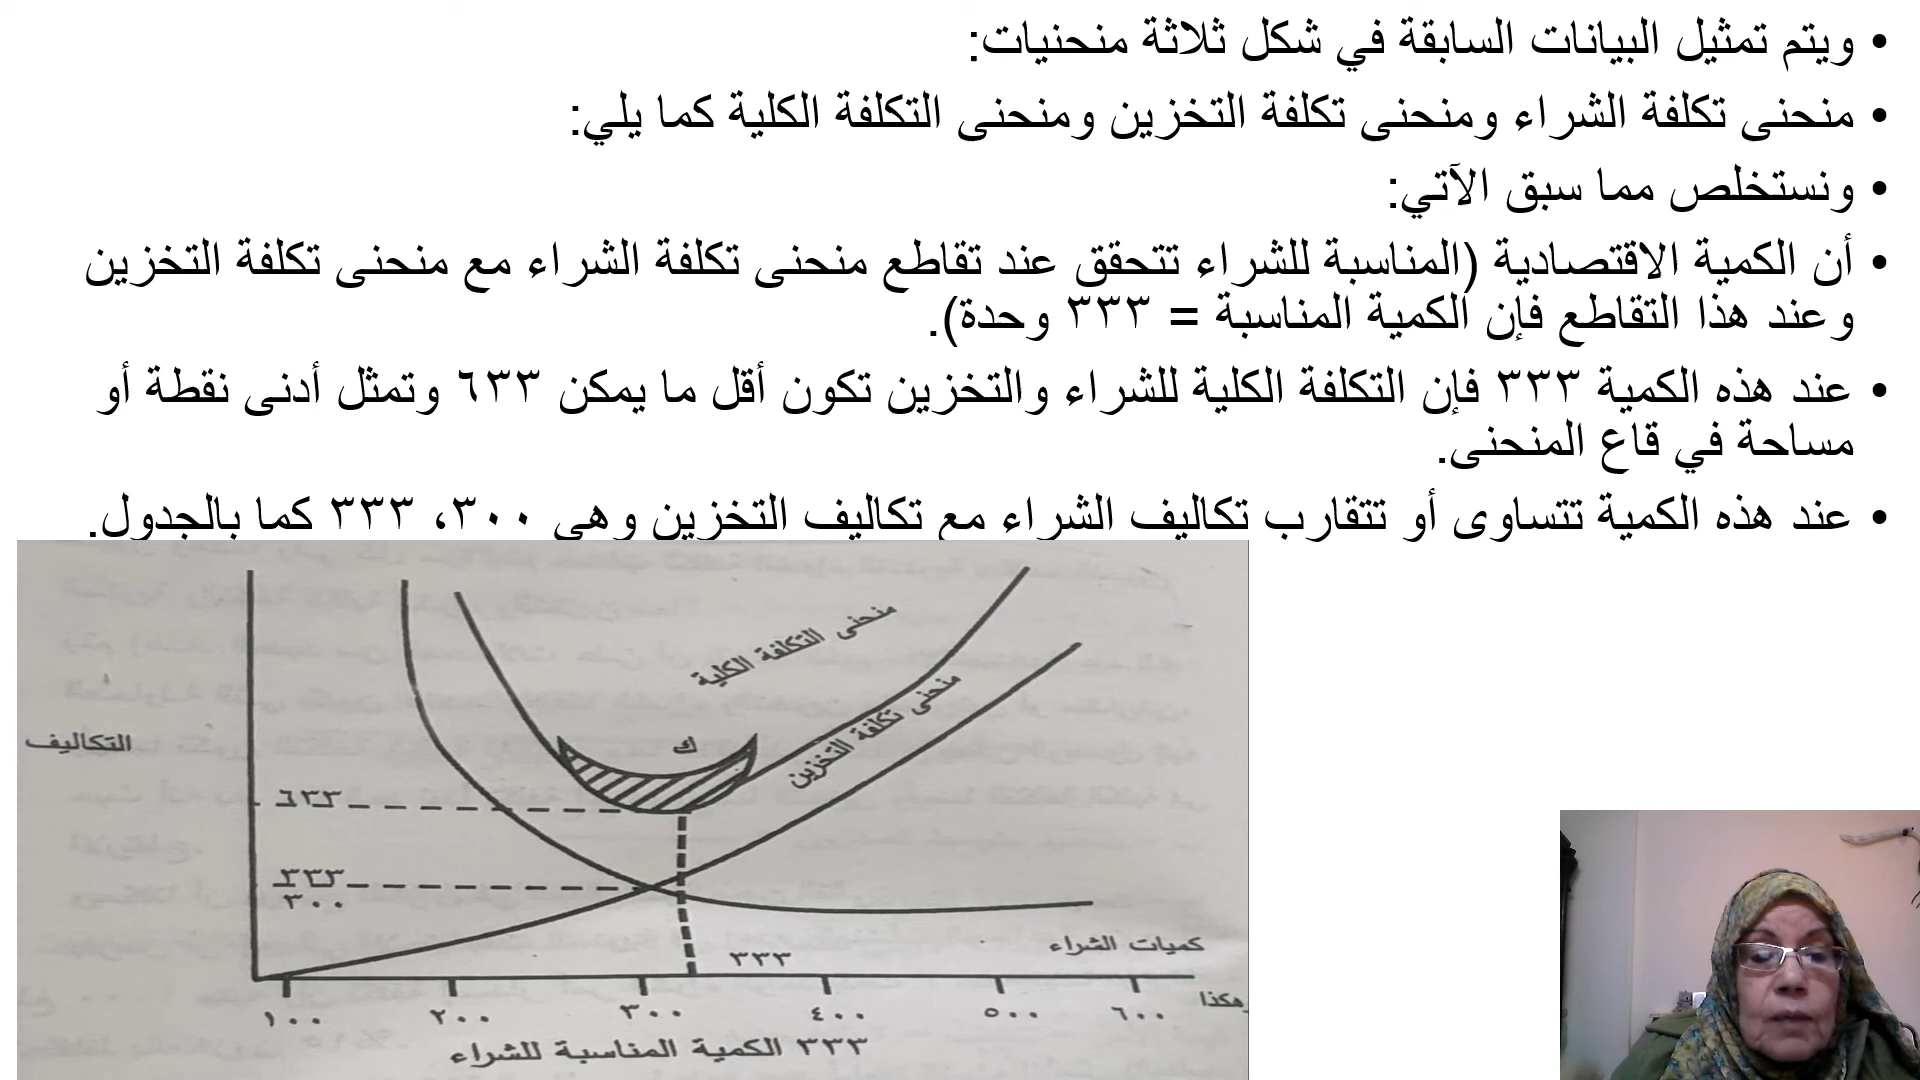 • ويتم تمثيل البيانات السابقة في شكل ثلاثة منحنيات:
• منحنى تكلفة الشراء ومنحنى تكلفة التخزين ومنحنى التكلفة الكلية كما يلي:
• ونستخلص مما سبق الآتي:
• أن الكمية الاقتصادية (المناسبة للشراء تتحقق عند تقاطع منحنى تكلفة الشراء مع منحنى تكلفة التخزين
وعند هذا التقاطع فإن الكمية المناسبة = ٣٣٣ وحدة).
• عند هذه الكمية ٣٣٣ فإن التكلفة الكلية للشراء والتخزين تكون أقل ما يمكن ٦٣٣ وتمثل أدنى نقطة أو
مساحة في قاع المنحنى.
• عند هذه الكمية تتساوى أو تتقارب تكاليف الشراء مع تكاليف التخزين وهي ٣٠٠، ٣٣٣ كما بالجدول.
منحنى التكلفة الكلية
منحنى تكلفة التخزين
التكاليف
ك
٦٣٣
٣٣٣
٣٠٠
كميات الشراء
٣٣٣
وهكذا
١٠٠ ٢٠٠ ٣٠٠ ٤٠٠ ٥٠٠ ٦٠٠
٣٣٣ الكمية المناسبة للشراء